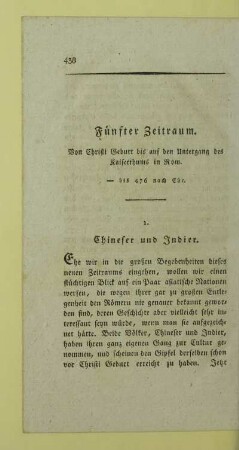 430
Fünfter Zeitraum.
Von Christi Geburt bis auf den Untergang des
Kaiserthums in Rom.
— bis 476 nach Chr.
1.
Chineser und Indier.
Ehe wir in die großen Begebenheiten dieses
neuen Zeitraums eingehen, wollen wir einen
flüchtigen Blick auf ein Paar asiatische Nationen
werfen, die wegen ihrer gar zu großen Entle-
genheit den Römern nie genauer bekannt gewor-
den sind, deren Geschichte aber vielleicht sehr in-
teressant seyn würde, wenn man sie aufgezeich-
net hätte. Beide Völker, Chineser und Indier,
haben ihren ganz eigenen Gang zur Cultur ge-
nommen, und scheinen den Gipfel derselben schon
vor Christi Geburt erreicht zu haben. Jetzt